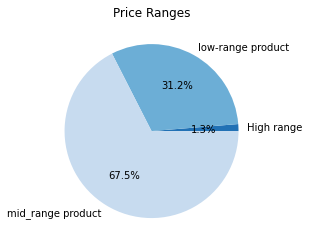 Price Ranges
low-range product
31.2%
1.3%
High range
67.5%
mid_range product